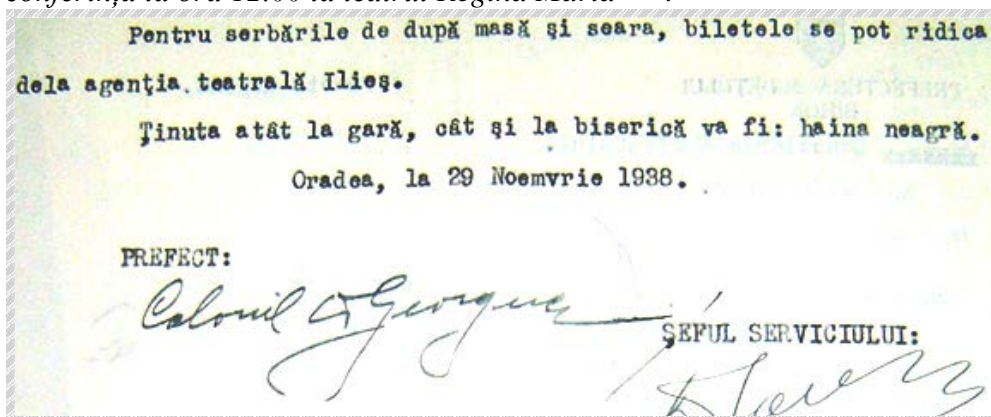 Pentru serbările de după masă și seara, biletele se pot ridica
dela agenţia teatrală Ilieş.
Ţinuta atât la gară, cât şi la biserică va fi: haina neagră.
Oradea, la 29 Noemvrie 1938.
PREFECT:
Colonel
ŞEFUL SERVICIULUI: